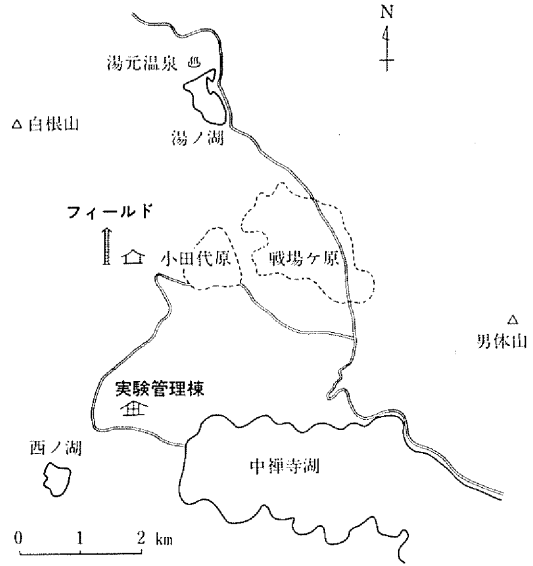 N
湯元温泉
白根山
湯ノ湖
フィールド
小田代原
戦場ケ原
男体山
実験管理棟
西ノ湖
中禅寺湖
0 1 2 km